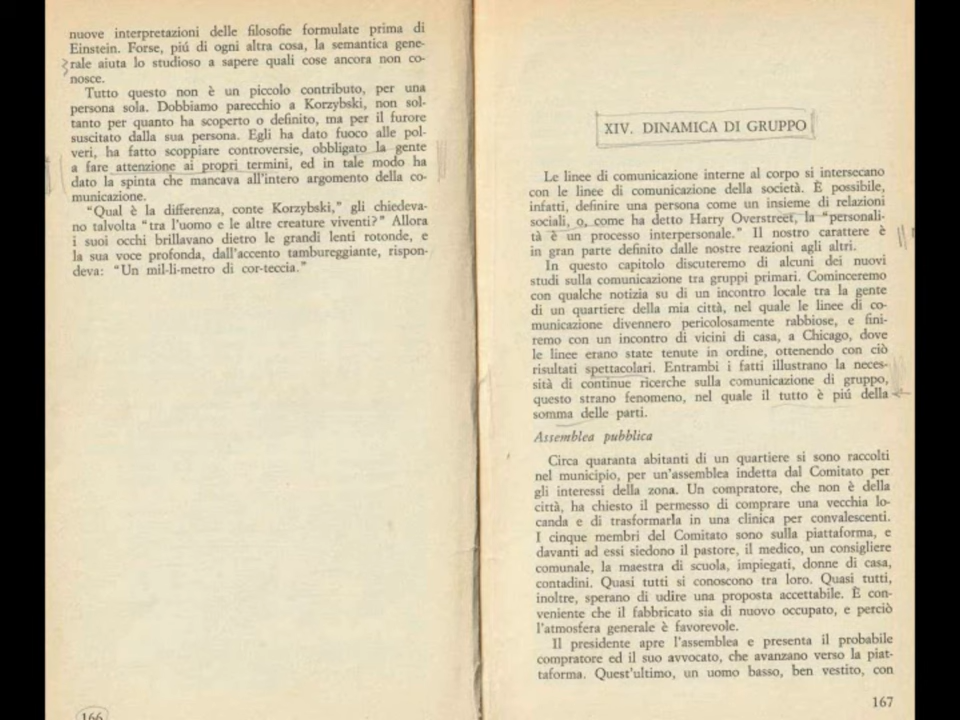 nuove interpretazioni delle filosofie formulate prima di
Einstein. Forse, piú di ogni altra cosa, la semantica gene-
rale aiuta lo studioso a sapere quali cose ancora non co-
nosce.
Tutto questo non è un piccolo contributo, per una
persona sola. Dobbiamo parecchio a Korzybski, non sol-
tanto per quanto ha scoperto o definito, ma per il furore
suscitato dalla sua persona. Egli ha dato fuoco alle pol-
veri, ha fatto scoppiare controversie, obbligato la gente
a fare attenzione ai propri termini, ed in tale modo ha
dato la spinta che mancava all'intero argomento della co-
municazione.
"Qual è la differenza, conte Korzybski," gli chiedeva-
no talvolta "tra l'uomo e le altre creature viventi?" Allora
i suoi occhi brillavano dietro le grandi lenti rotonde, e
la sua voce profonda, dall'accento tambureggiante, rispon-
deva: "Un mil-li-metro di cor-teccia."
166
XIV. DINAMICA DI GRUPPO
Le linee di comunicazione interne al corpo si intersecano
con le linee di comunicazione della società. È possibile,
infatti, definire una persona come un insieme di relazioni
sociali, o, come ha detto Harry Overstreet, la "personali-
tà è un processo interpersonale." Il nostro carattere è
in gran parte definito dalle nostre reazioni agli altri.
In questo capitolo discuteremo di alcuni dei nuovi
studi sulla comunicazione tra gruppi primari. Cominceremo
con qualche notizia su di un incontro locale tra la gente
di un quartiere della mia città, nel quale le linee di co-
municazione divennero pericolosamente rabbiose, e fini-
remo con un incontro di vicini di casa, a Chicago, dove
le linee erano state tenute in ordine, ottenendo con ciò
risultati spettacolari. Entrambi i fatti illustrano la neces-
sità di continue ricerche sulla comunicazione di gruppo,
questo strano fenomeno, nel quale il tutto è piú della
somma delle parti.
Assemblea pubblica
Circa quaranta abitanti di un quartiere si sono raccolti
nel municipio, per un'assemblea indetta dal Comitato per
gli interessi della zona. Un compratore, che non è della
città, ha chiesto il permesso di comprare una vecchia lo-
canda e di trasformarla in una clinica per convalescenti.
I cinque membri del Comitato sono sulla piattaforma, e
davanti ad essi siedono il pastore, il medico, un consigliere
comunale, la maestra di scuola, impiegati, donne di casa,
contadini. Quasi tutti si conoscono tra loro. Quasi tutti,
inoltre, sperano di udire una proposta accettabile. È con-
veniente che il fabbricato sia di nuovo occupato, e perciò
l'atmosfera generale è favorevole.
Il presidente apre l'assemblea e presenta il probabile
compratore ed il suo avvocato, che avanzano verso la piat-
taforma. Quest'ultimo, un uomo basso, ben vestito, con
167